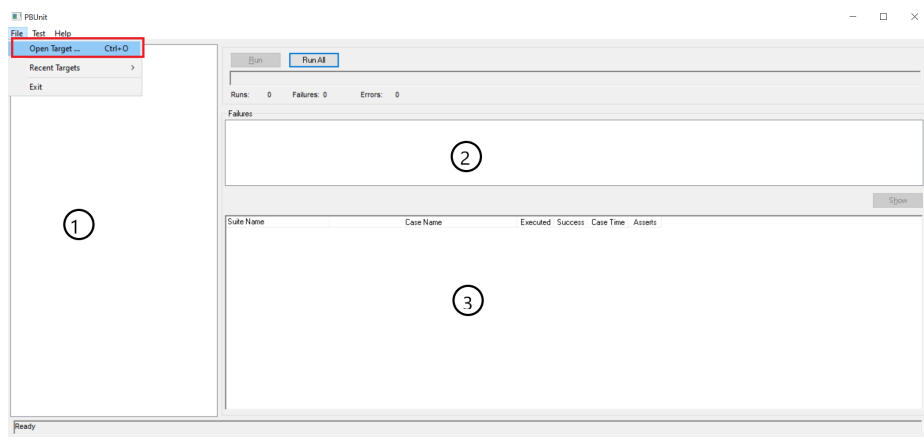 PBUnit
File Test Help
Open Target ... Ctrl+O
Recent Targets >
Exit
Run Run All
Runs: 0 Failures: 0 Errors: 0
Failures
2
Show
1
Suite Name Case Name Executed Success Case Time Asserts
3
Ready